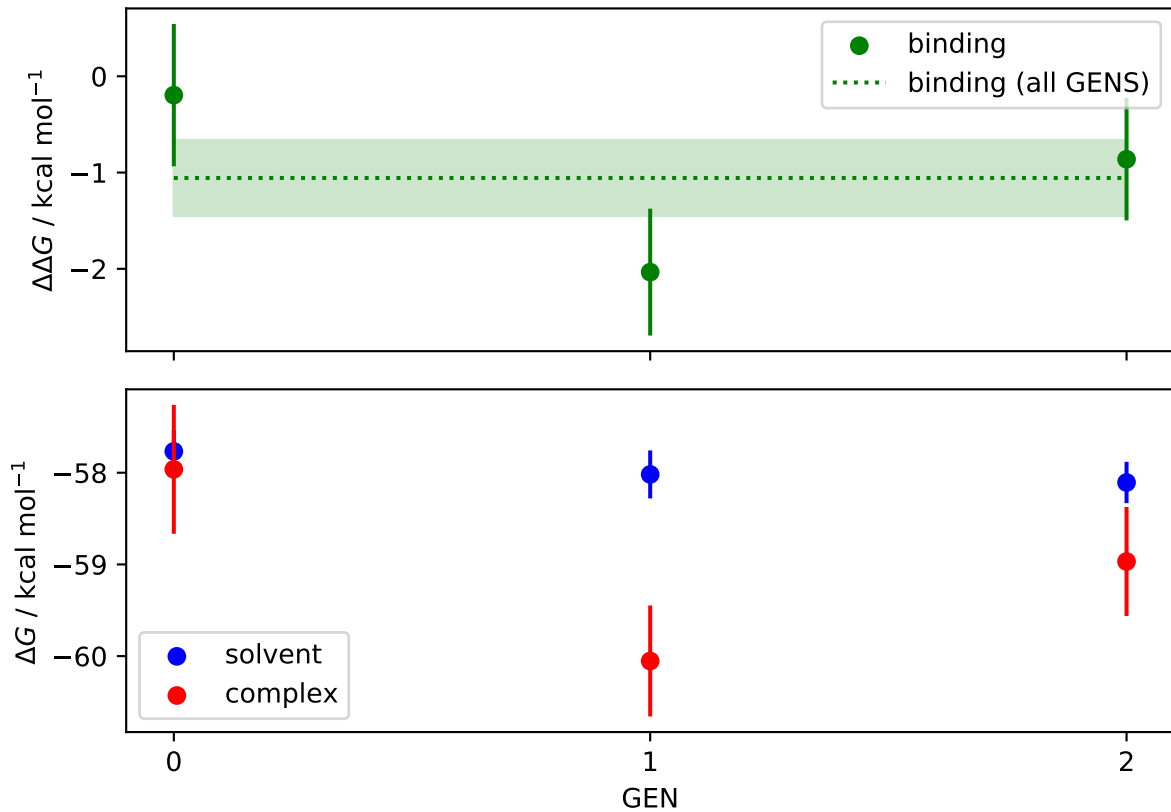 binding
binding (all GENS)
0
−1
−2
ΔΔG / kcal mol⁻¹
−58
−59
−60
ΔG / kcal mol⁻¹
solvent
complex
0 1 2
GEN